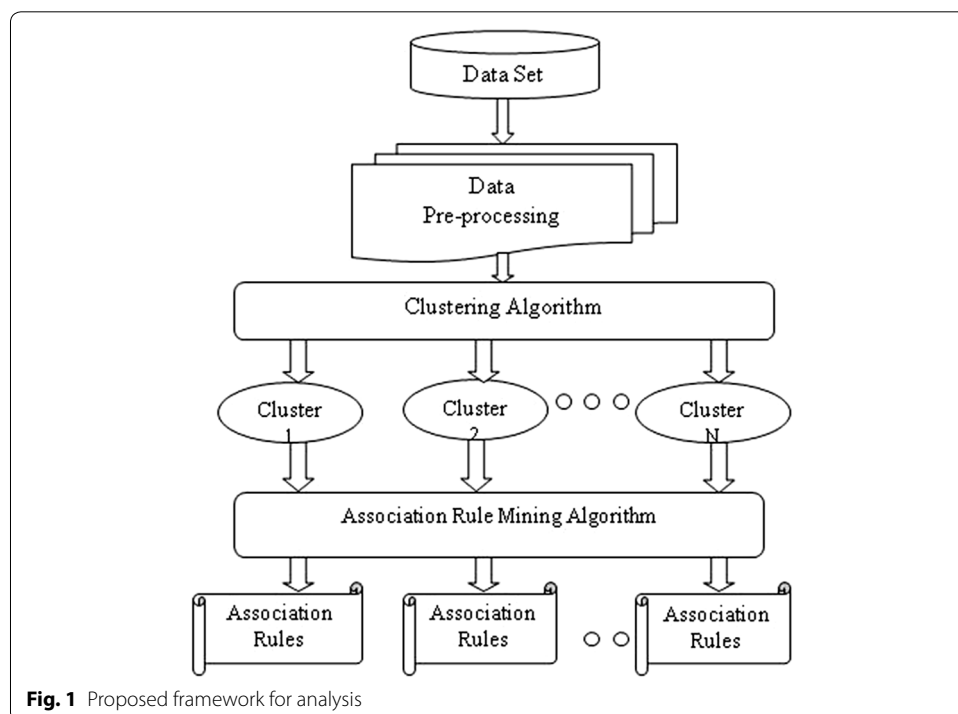 Data Set
Data
Pre-processing
Clustering Algorithm
Cluster
1
Cluster
2
Cluster
N
Association Rule Mining Algorithm
Association
Rules
Association
Rules
Association
Rules
Fig. 1 Proposed framework for analysis